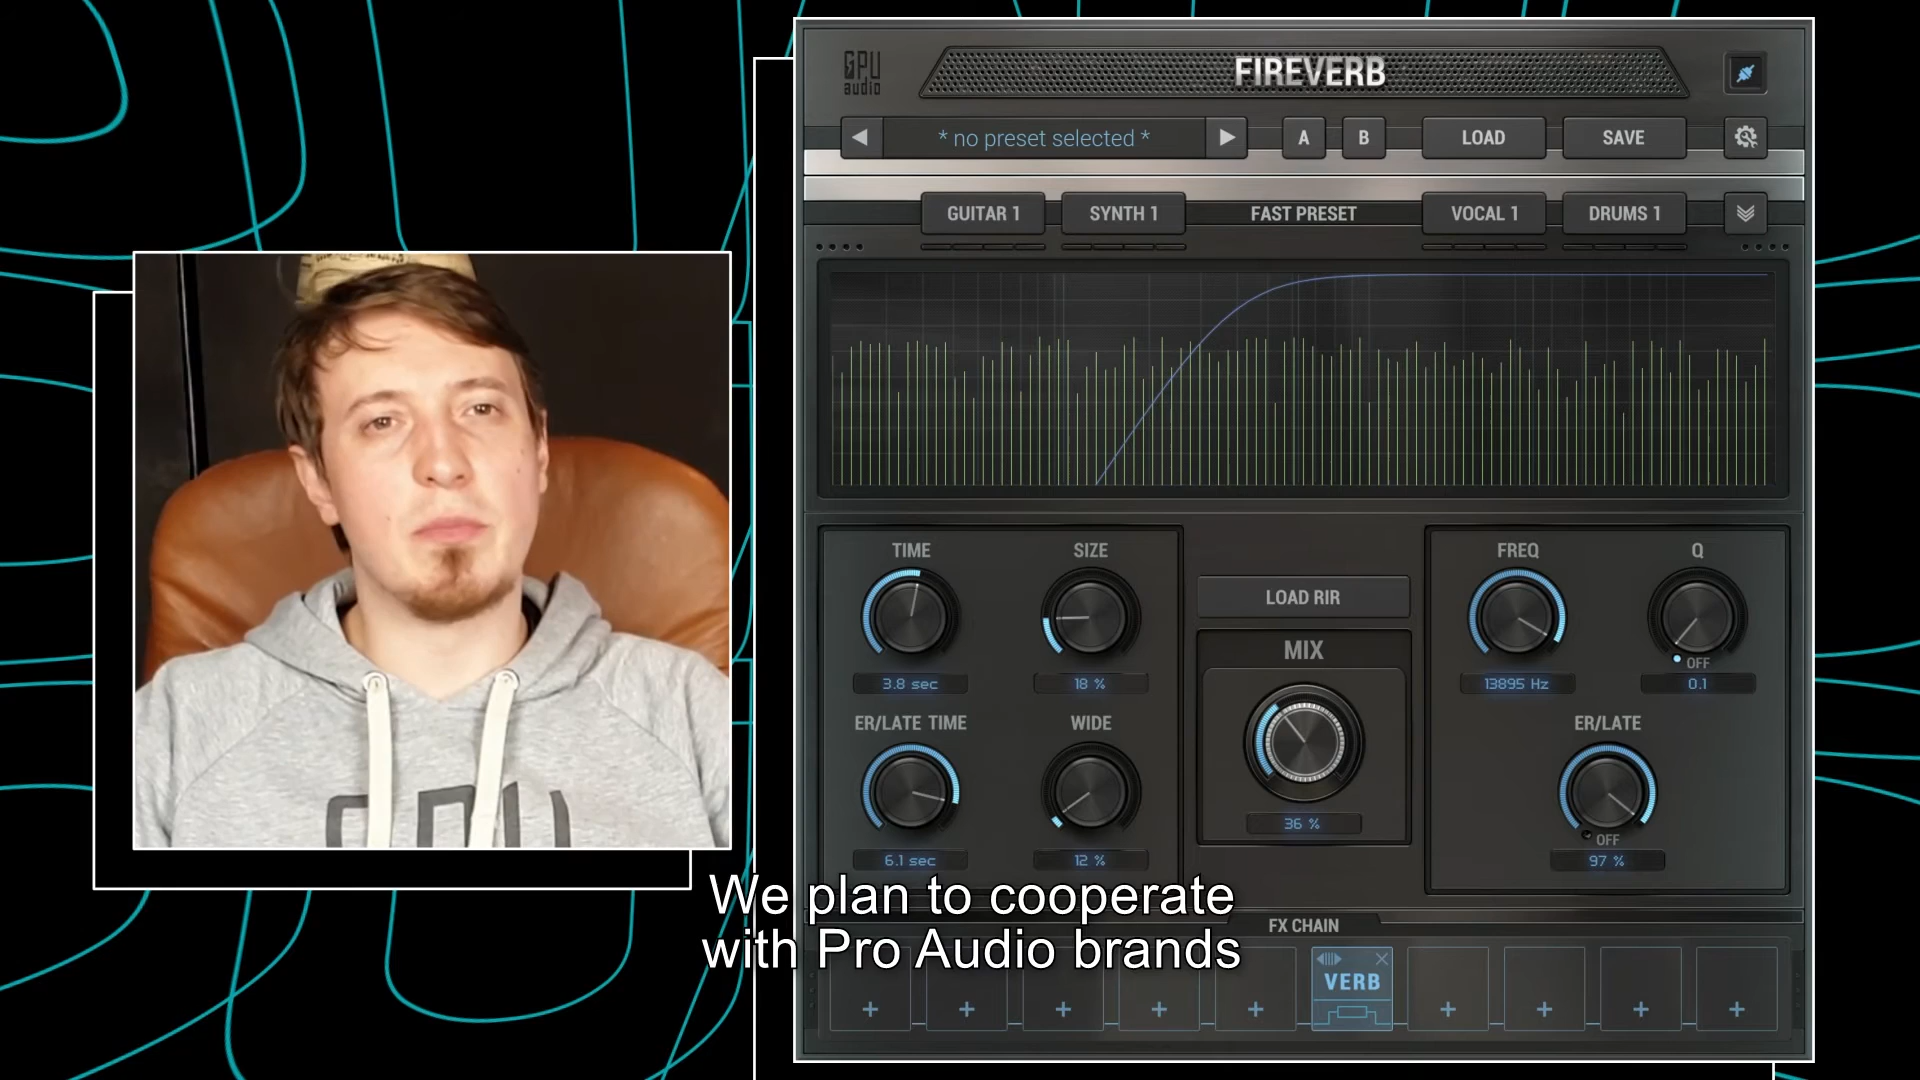 GPU
audio
FIREVERB
* no preset selected *
A
B
LOAD
SAVE
GUITAR 1
SYNTH 1
FAST PRESET
VOCAL 1
DRUMS 1
TIME
SIZE
3.8 sec
18 %
ER/LATE TIME
WIDE
6.1 sec
12 %
LOAD RIR
MIX
36 %
FREQ
Q
OFF
13895 Hz
0.1
ER/LATE
OFF
97 %
GPU
We plan to cooperate
with Pro Audio brands
FX CHAIN
+ + + + + VERB + + + +